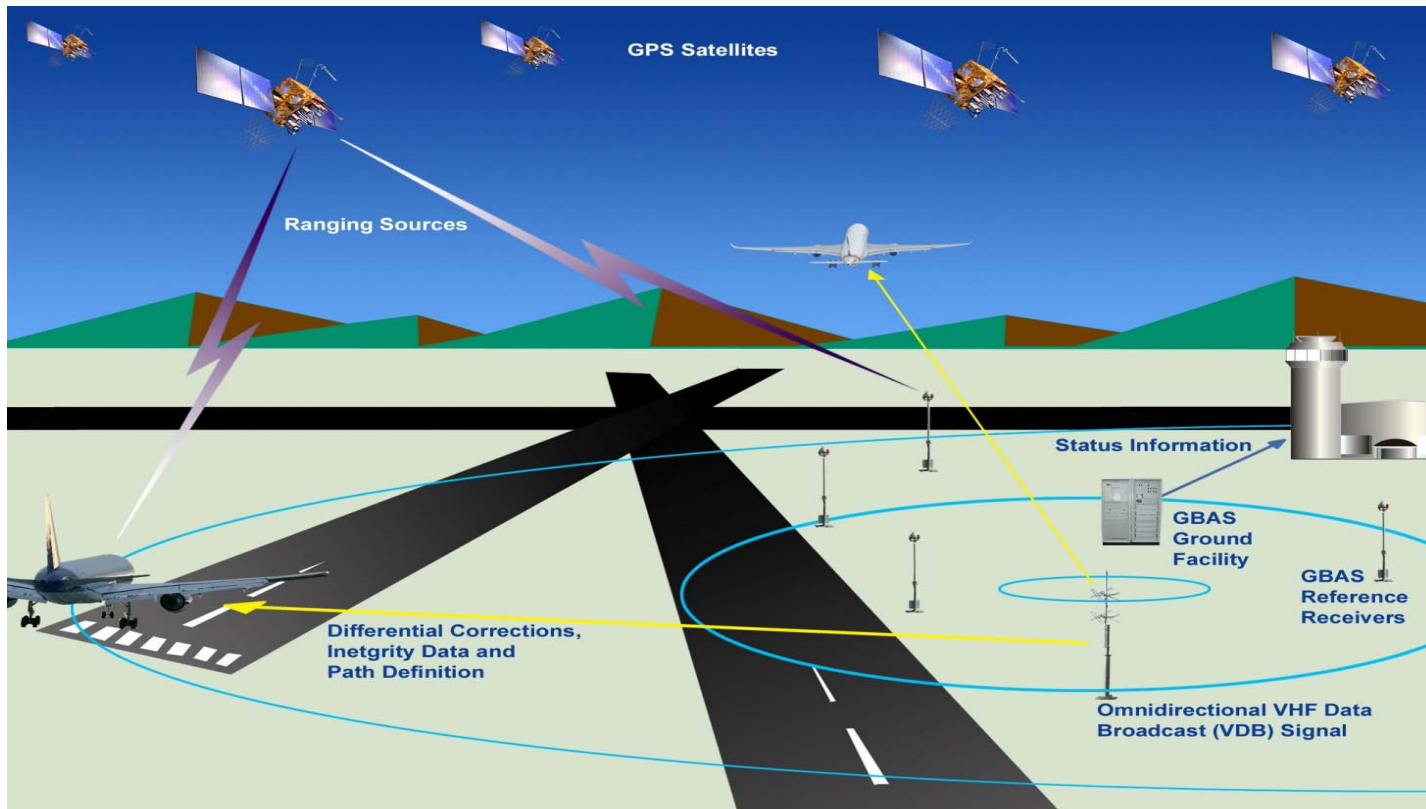 GPS Satellites
Ranging Sources
Status Information
GBAS
Ground
Facility
GBAS
Reference
Receivers
Differential Corrections,
Inetgrity Data and
Path Definition
Omnidirectional VHF Data
Broadcast (VDB) Signal